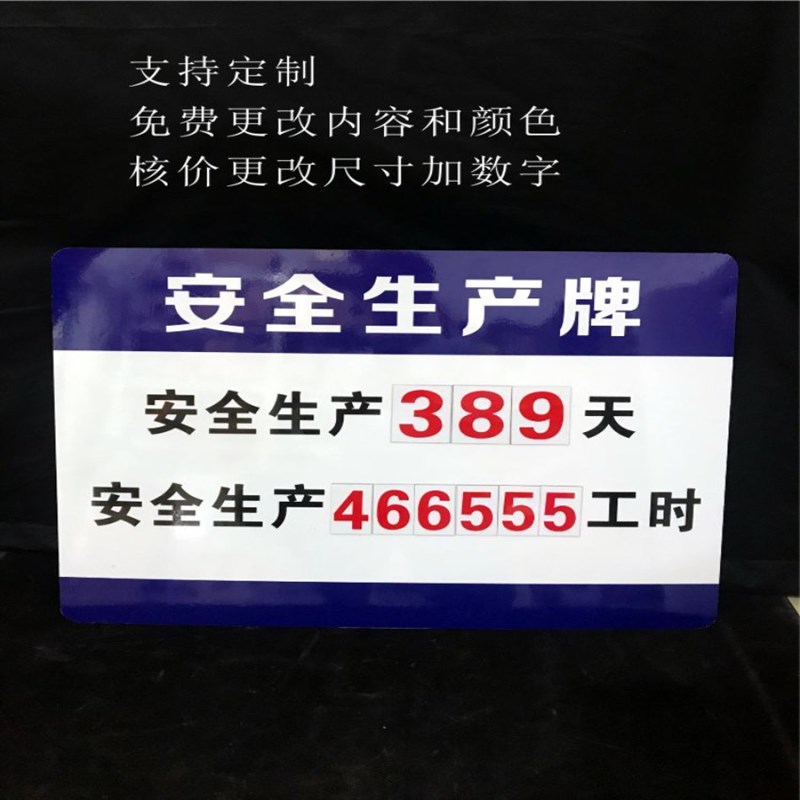 支持定制
免费更改内容和颜色
核价更改尺寸加数字
安全生产牌
安全生产389天
安全生产466555工时